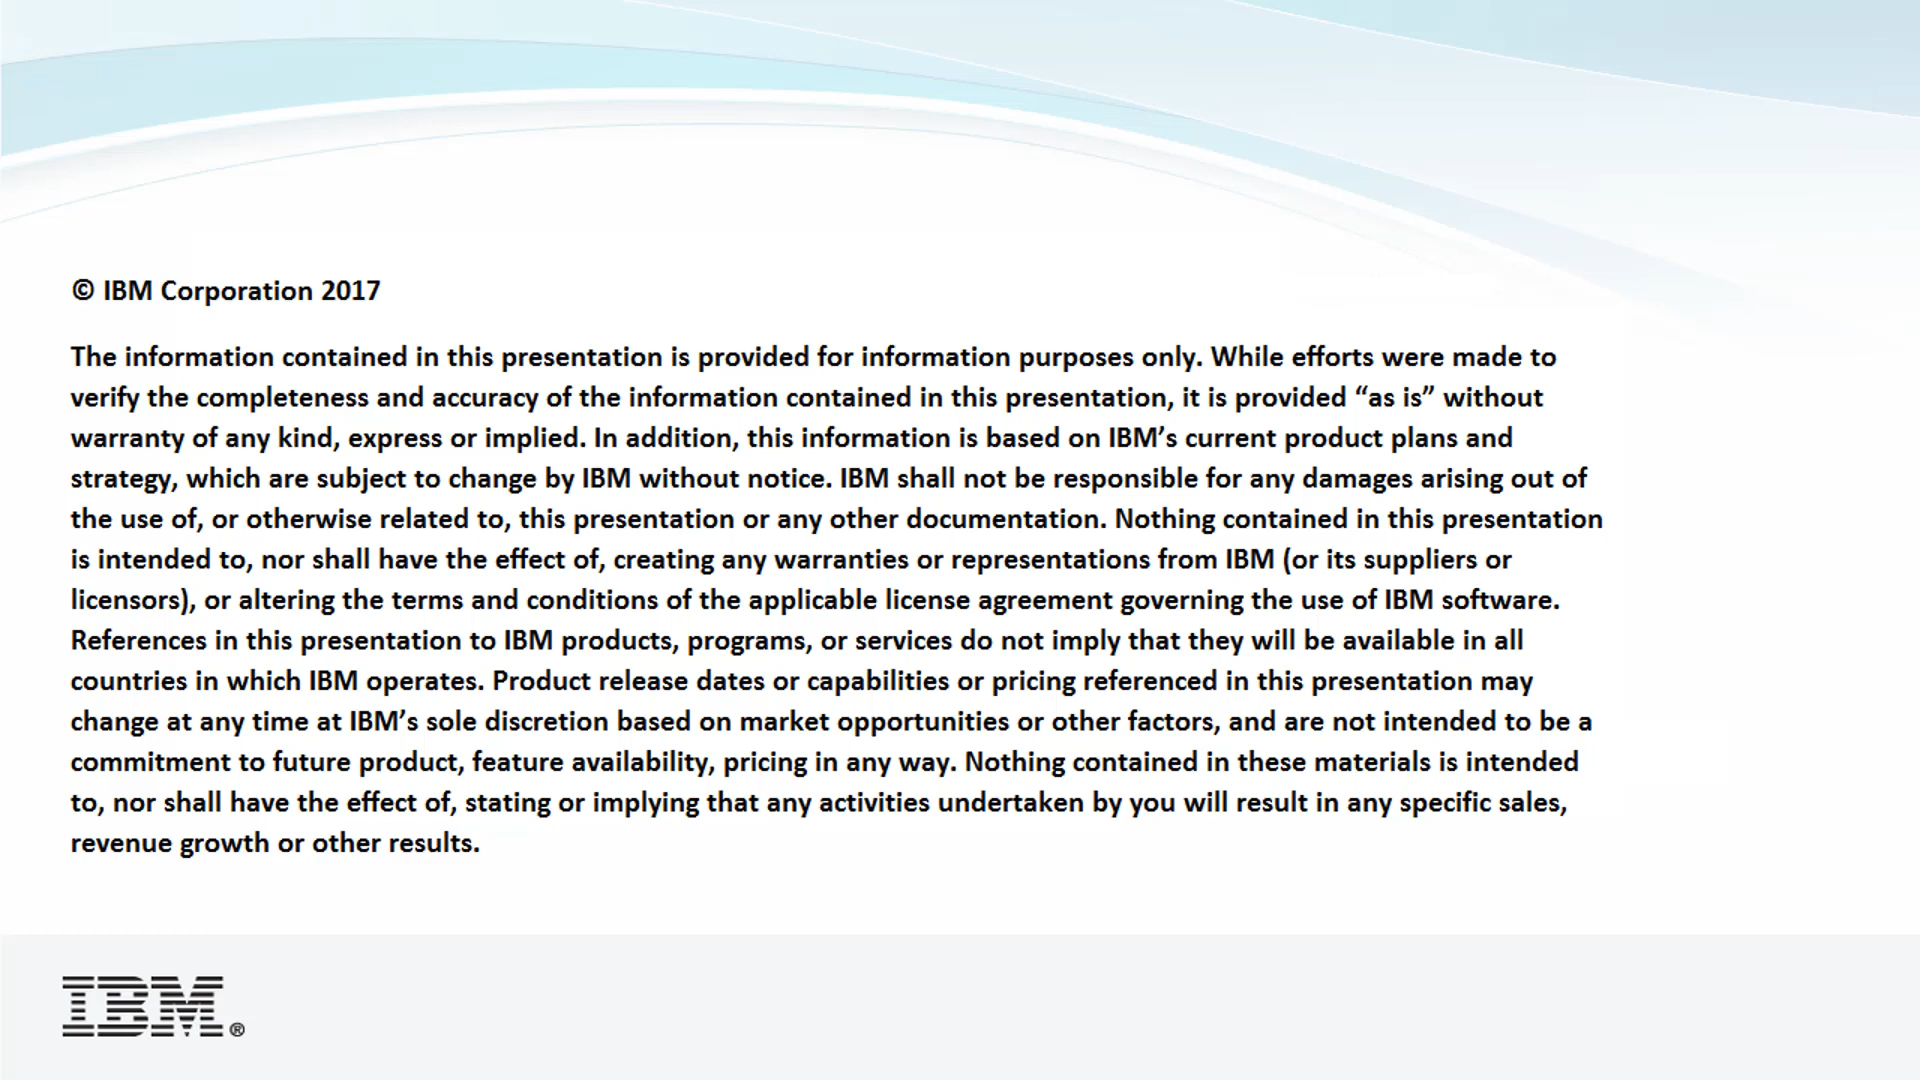 © IBM Corporation 2017
The information contained in this presentation is provided for information purposes only. While efforts were made to
verify the completeness and accuracy of the information contained in this presentation, it is provided “as is” without
warranty of any kind, express or implied. In addition, this information is based on IBM’s current product plans and
strategy, which are subject to change by IBM without notice. IBM shall not be responsible for any damages arising out of
the use of, or otherwise related to, this presentation or any other documentation. Nothing contained in this presentation
is intended to, nor shall have the effect of, creating any warranties or representations from IBM (or its suppliers or
licensors), or altering the terms and conditions of the applicable license agreement governing the use of IBM software.
References in this presentation to IBM products, programs, or services do not imply that they will be available in all
countries in which IBM operates. Product release dates or capabilities or pricing referenced in this presentation may
change at any time at IBM’s sole discretion based on market opportunities or other factors, and are not intended to be a
commitment to future product, feature availability, pricing in any way. Nothing contained in these materials is intended
to, nor shall have the effect of, stating or implying that any activities undertaken by you will result in any specific sales,
revenue growth or other results.
IBM®